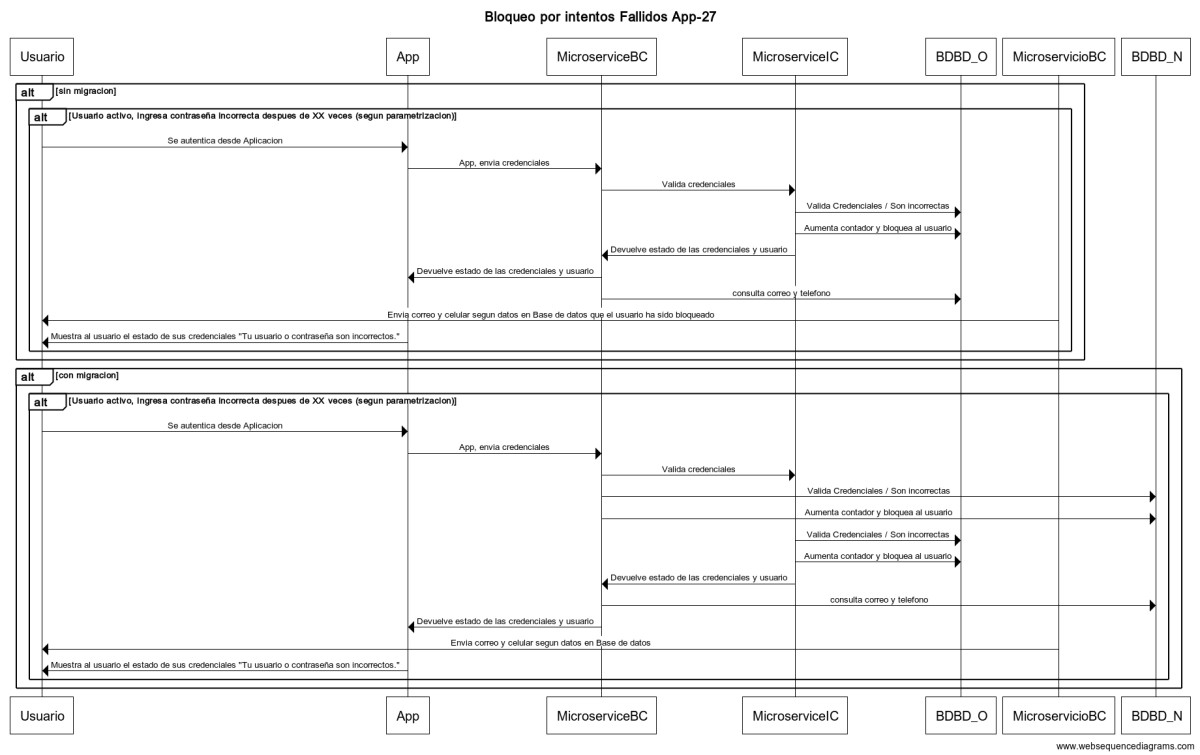 Bloqueo por intentos Fallidos App-27
Usuario
App
MicroserviceBC
MicroserviceIC
BDBD_O
MicroservicioBC
BDBD_N
alt
[sin migracion]
alt
[Usuario activo, ingresa contraseña incorrecta despues de XX veces (segun parametrizacion)]
Se autentica desde Aplicacion
App, envia credenciales
Valida credenciales
Valida Credenciales / Son incorrectas
Aumenta contador y bloquea al usuario
Devuelve estado de las credenciales y usuario
Devuelve estado de las credenciales y usuario
consulta correo y telefono
Envia correo y celular segun datos en Base de datos que el usuario ha sido bloqueado
Muestra al usuario el estado de sus credenciales "Tu usuario o contraseña son incorrectos."
alt
[con migracion]
alt
[Usuario activo, ingresa contraseña incorrecta despues de XX veces (segun parametrizacion)]
Se autentica desde Aplicacion
App, envia credenciales
Valida credenciales
Valida Credenciales / Son incorrectas
Aumenta contador y bloquea al usuario
Valida Credenciales / Son incorrectas
Aumenta contador y bloquea al usuario
Devuelve estado de las credenciales y usuario
consulta correo y telefono
Devuelve estado de las credenciales y usuario
Envia correo y celular segun datos en Base de datos
Muestra al usuario el estado de sus credenciales "Tu usuario o contraseña son incorrectos."
Usuario
App
MicroserviceBC
MicroserviceIC
BDBD_O
MicroservicioBC
BDBD_N
www.websequencediagrams.com